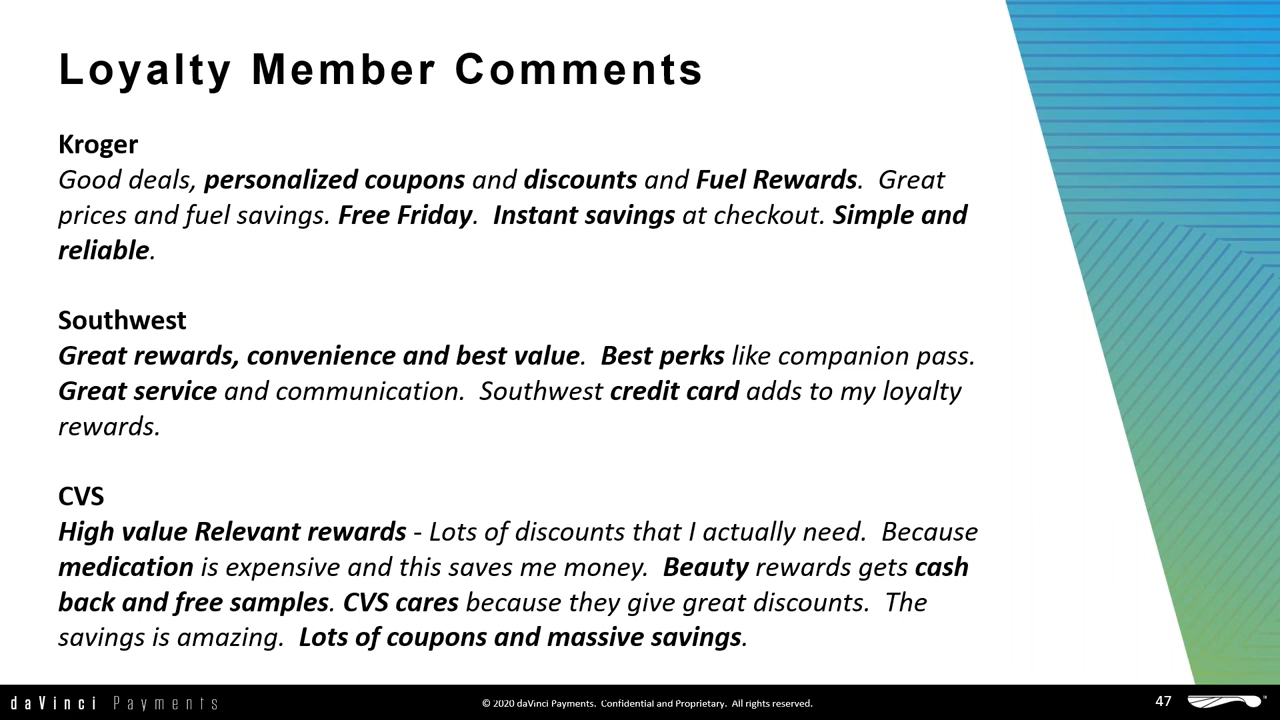 Loyalty Member Comments
Kroger
Good deals, personalized coupons and discounts and Fuel Rewards.  Great
prices and fuel savings. Free Friday.  Instant savings at checkout. Simple and
reliable.
Southwest
Great rewards, convenience and best value.  Best perks like companion pass.
Great service and communication.  Southwest credit card adds to my loyalty
rewards.
CVS
High value Relevant rewards - Lots of discounts that I actually need.  Because
medication is expensive and this saves me money.  Beauty rewards gets cash
back and free samples. CVS cares because they give great discounts.  The
savings is amazing.  Lots of coupons and massive savings.
daVinci Payments
© 2020 daVinci Payments.  Confidential and Proprietary.  All rights reserved.
47
™